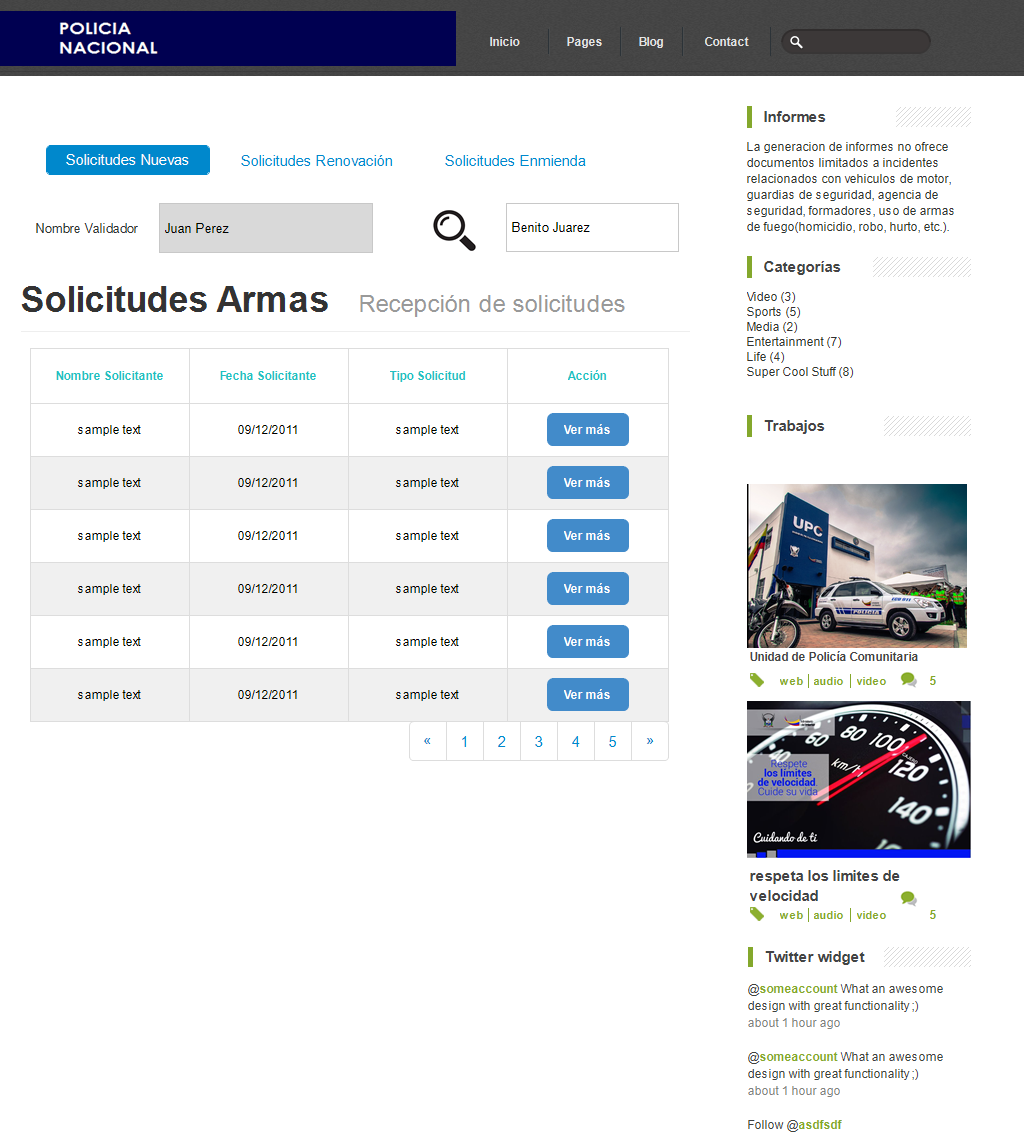 POLICIA
NACIONAL
Inicio Pages Blog Contact
Solicitudes Nuevas Solicitudes Renovación Solicitudes Enmienda
Nombre Validador Juan Perez Benito Juarez
Solicitudes Armas Recepción de solicitudes
Nombre Solicitante Fecha Solicitante Tipo Solicitud Acción
sample text 09/12/2011 sample text Ver más
sample text 09/12/2011 sample text Ver más
sample text 09/12/2011 sample text Ver más
sample text 09/12/2011 sample text Ver más
sample text 09/12/2011 sample text Ver más
sample text 09/12/2011 sample text Ver más
« 1 2 3 4 5 »
Informes
La generacion de informes no ofrece
documentos limitados a incidentes
relacionados con vehiculos de motor,
guardias de seguridad, agencia de
seguridad, formadores, uso de armas
de fuego(homicidio, robo, hurto, etc.).
Categorías
Video (3)
Sports (5)
Media (2)
Entertainment (7)
Life (4)
Super Cool Stuff (8)
Trabajos
UPC
POLICIA
Unidad de Policía Comunitaria
web | audio | video 5
60 80 100 120 140
km/h
Respete
los límites
de velocidad.
Cuide su vida
Cuidando de ti
respeta los limites de
velocidad
web | audio | video 5
Twitter widget
@someaccount What an awesome
design with great functionality ;)
about 1 hour ago
@someaccount What an awesome
design with great functionality ;)
about 1 hour ago
Follow @asdfsdf